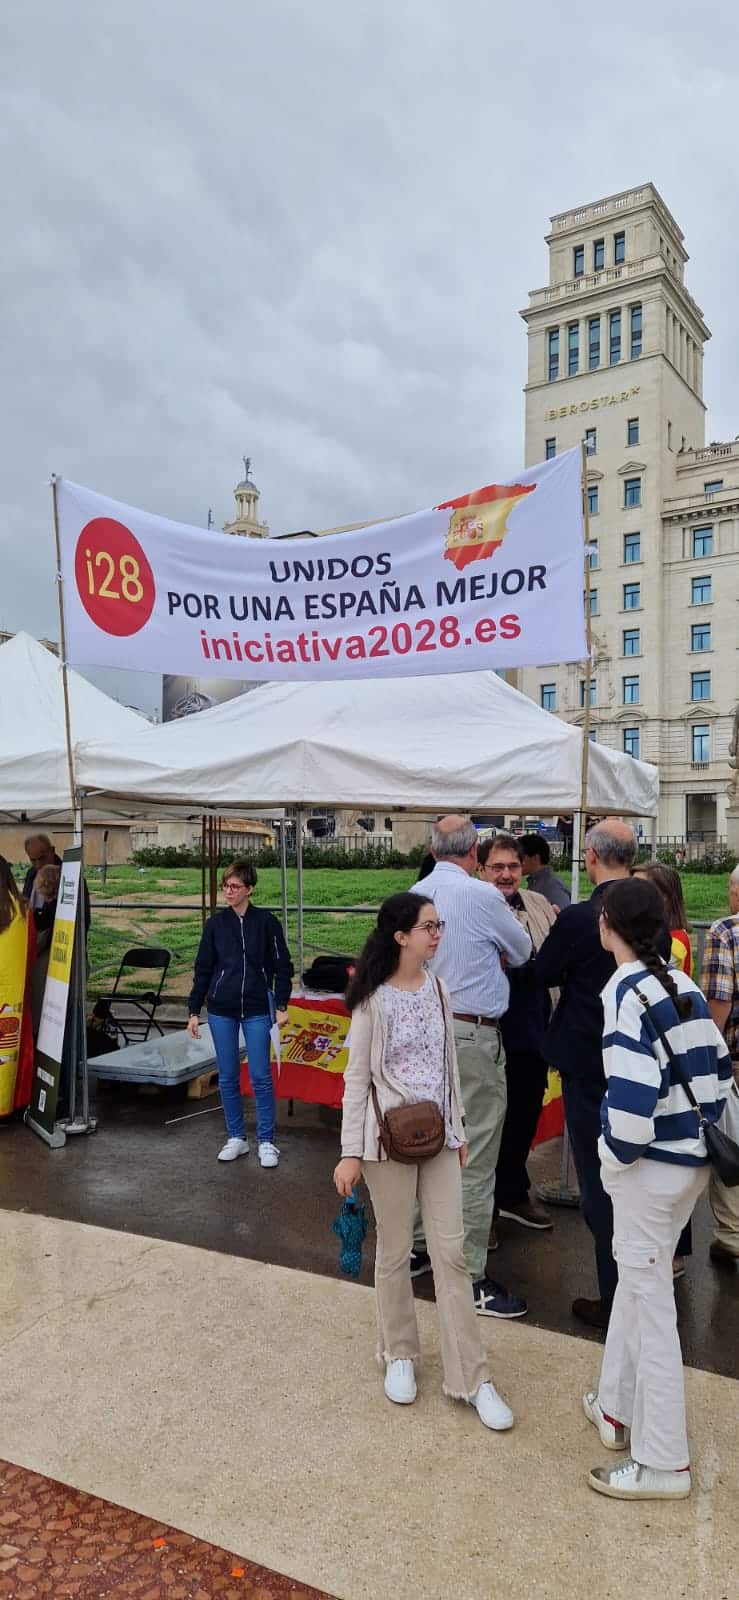 IBEROSTAR
i28
UNIDOS
POR UNA ESPAÑA MEJOR
iniciativa2028.es